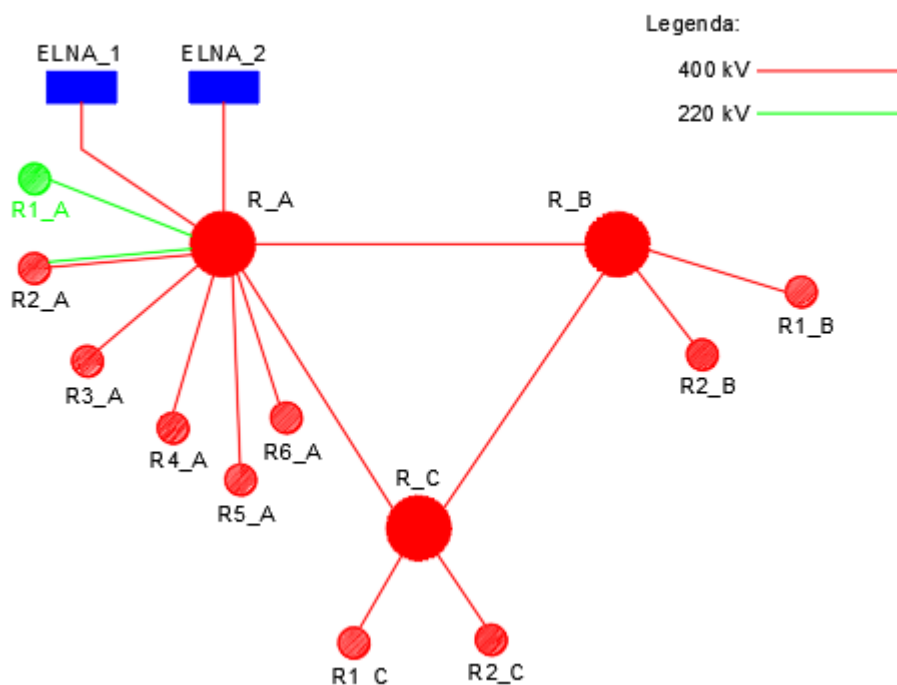 Legenda:
ELNA_1
ELNA_2
400 kV
220 kV
R1_A
R_A
R_B
R2_A
R1_B
R3_A
R2_B
R4_A
R6_A
R5_A
R_C
R1_C
R2_C